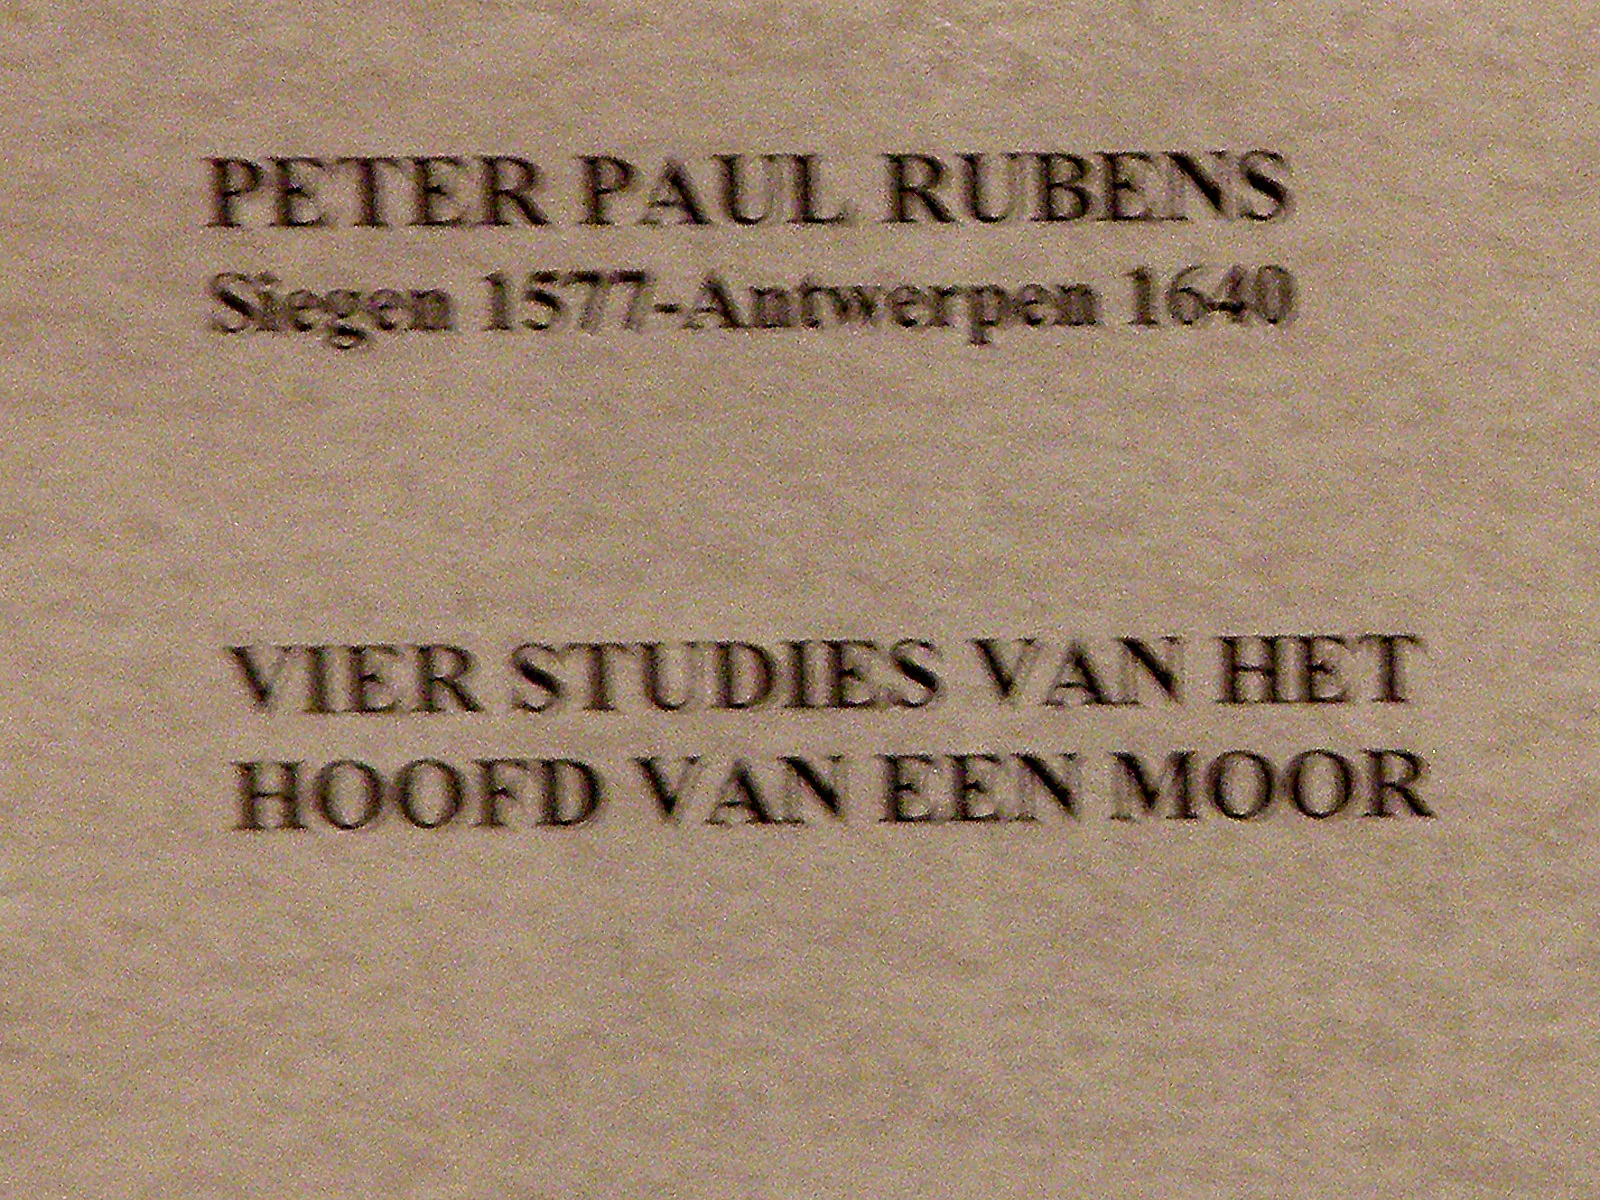 PETER PAUL RUBENS
Siegen 1577-Antwerpen 1640
VIER STUDIES VAN HET
HOOFD VAN EEN MOOR